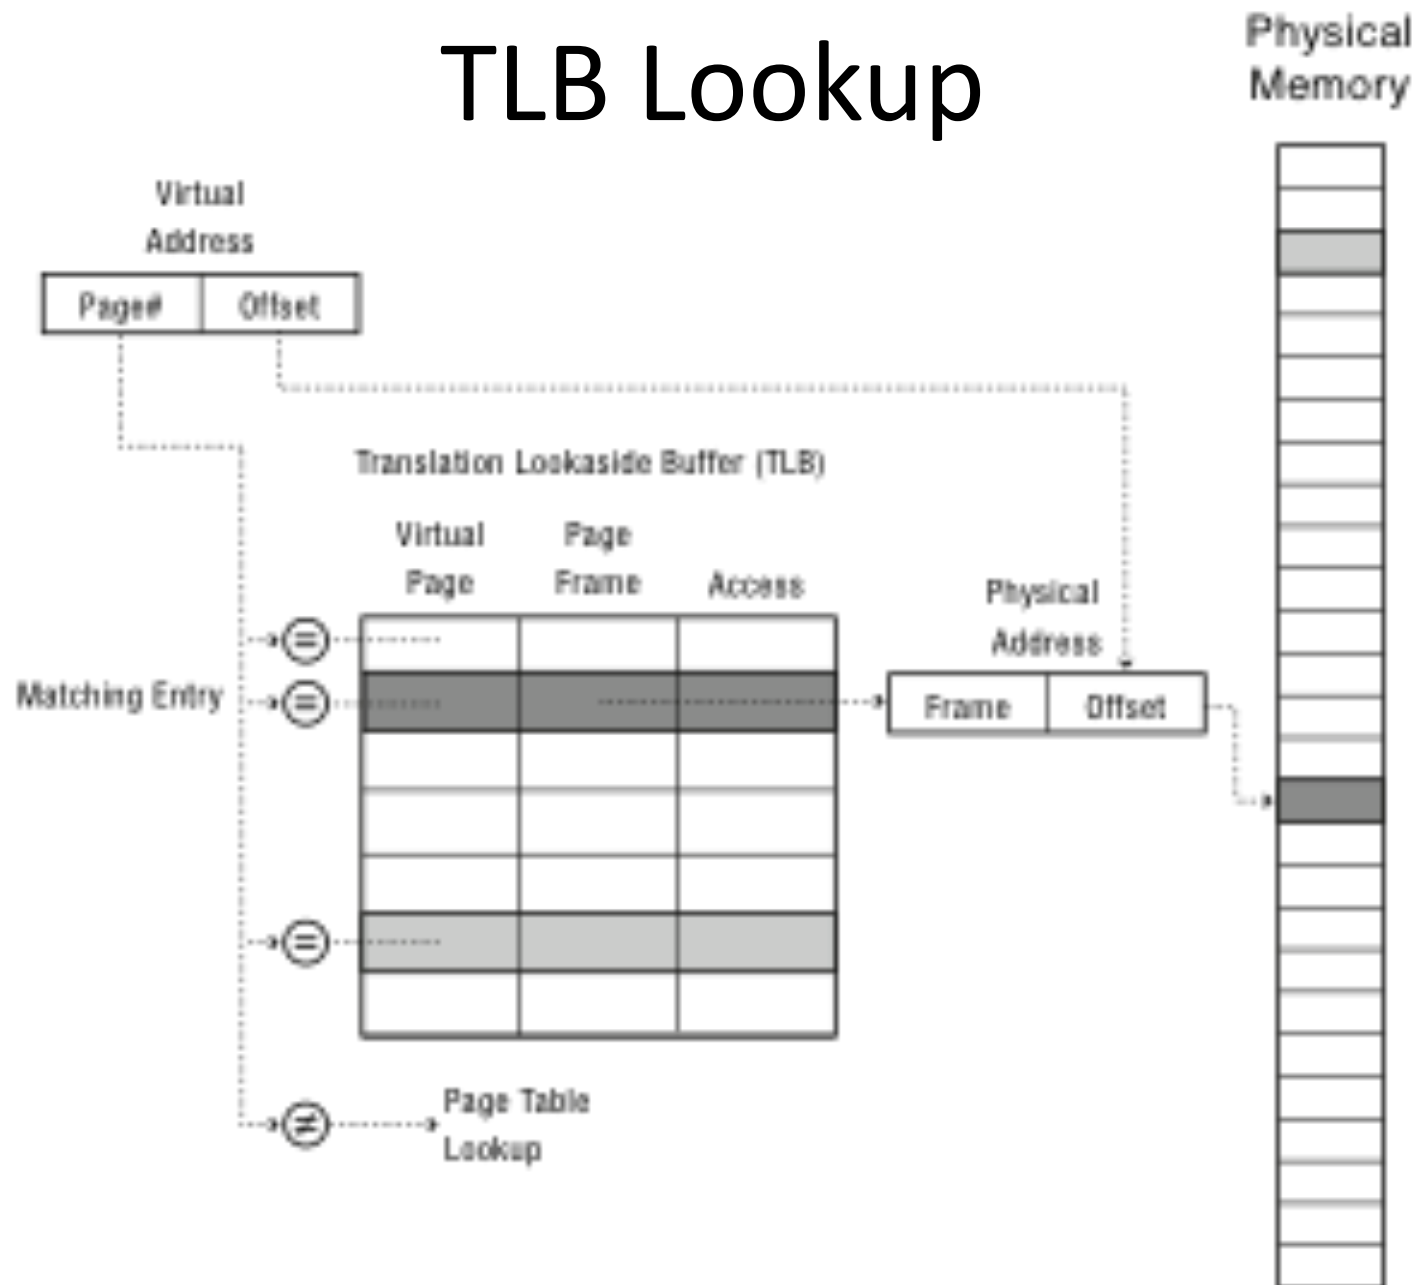 TLB Lookup
Physical
Memory
Virtual
Address
Page#
Offset
Translation Lookaside Buffer (TLB)
Virtual
Page
Page
Frame
Access
Physical
Address
=
Matching Entry
=
Frame
Offset
=
≠
Page Table
Lookup